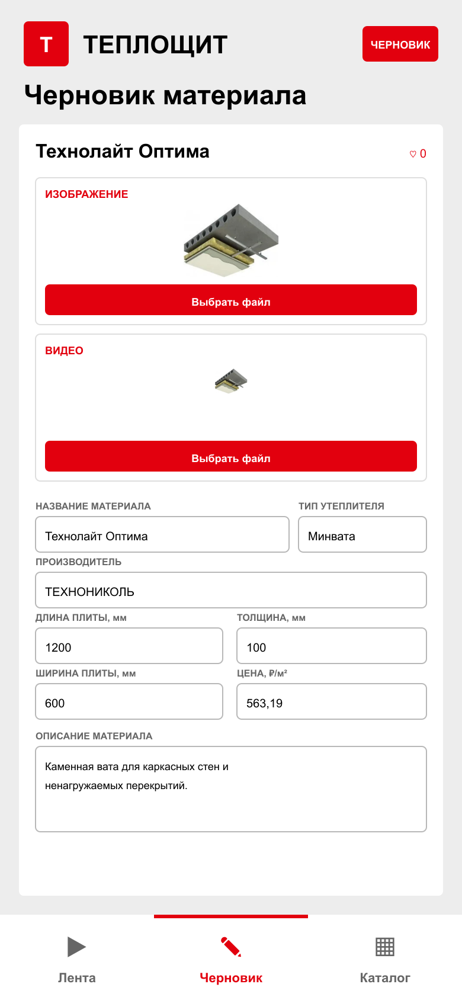 Т ТЕПЛОЩИТ ЧЕРНОВИК
Черновик материала
Технолайт Оптима ♡ 0
ИЗОБРАЖЕНИЕ
Выбрать файл
ВИДЕО
Выбрать файл
НАЗВАНИЕ МАТЕРИАЛА ТИП УТЕПЛИТЕЛЯ
Технолайт Оптима Минвата
ПРОИЗВОДИТЕЛЬ
ТЕХНОНИКОЛЬ
ДЛИНА ПЛИТЫ, мм ТОЛЩИНА, мм
1200 100
ШИРИНА ПЛИТЫ, мм ЦЕНА, ₽/м²
600 563,19
ОПИСАНИЕ МАТЕРИАЛА
Каменная вата для каркасных стен и
ненагружаемых перекрытий.
Лента Черновик Каталог